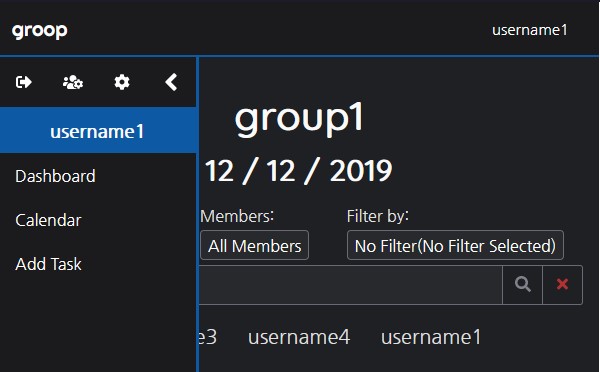 groop
username1
username1
Dashboard
Calendar
Add Task
group1
12 / 12 / 2019
Members:
Filter by:
All Members
No Filter(No Filter Selected)
username4
username1